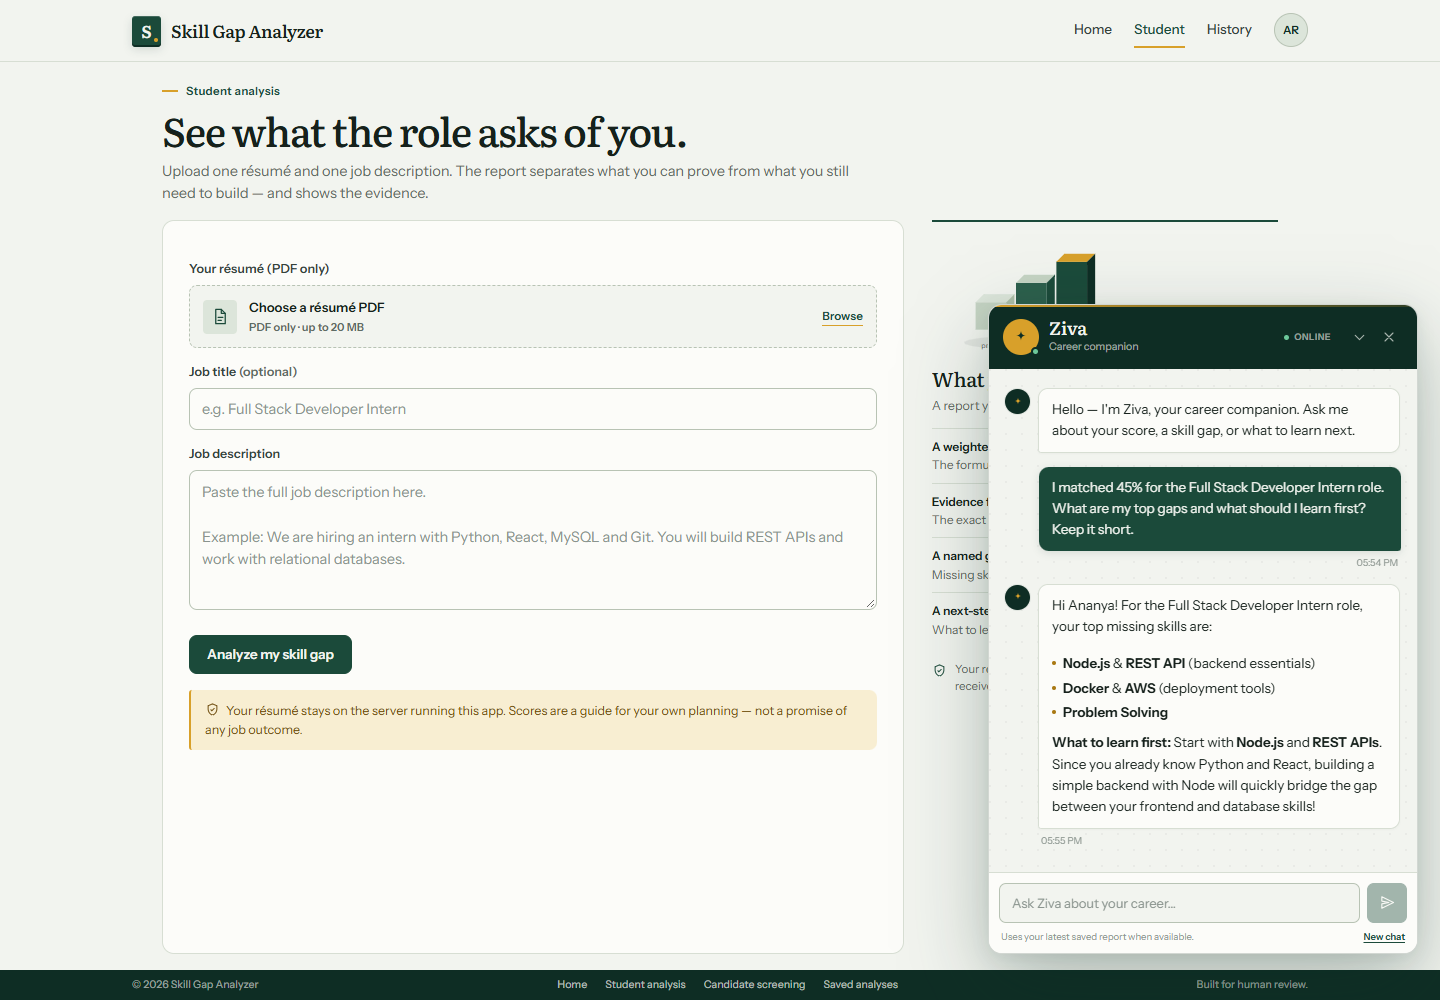 S.
Skill Gap Analyzer
Home
Student
History
AR
Student analysis
See what the role asks of you.
Upload one résumé and one job description. The report separates what you can prove from what you still
need to build — and shows the evidence.
Your résumé (PDF only)
Choose a résumé PDF
PDF only · up to 20 MB
Browse
Job title (optional)
e.g. Full Stack Developer Intern
Job description
Paste the full job description here.
Example: We are hiring an intern with Python, React, MySQL and Git. You will build REST APIs and
work with relational databases.
Analyze my skill gap
Your résumé stays on the server running this app. Scores are a guide for your own planning — not a promise of
any job outcome.
What
A report
A
The
Evidence
The exact
A named
Missing
A
What to
Your
Ziva
Career companion
ONLINE
Hello — I'm Ziva, your career companion. Ask me
about your score, a skill gap, or what to learn next.
I matched 45% for the Full Stack Developer Intern role.
What are my top gaps and what should I learn first?
Keep it short.
05:54 PM
Hi Ananya! For the Full Stack Developer Intern role,
your top missing skills are:
• Node.js & REST API (backend essentials)
• Docker & AWS (deployment tools)
• Problem Solving
What to learn first: Start with Node.js and REST APIs.
Since you already know Python and React, building a
simple backend with Node will quickly bridge the gap
between your frontend and database skills!
05:55 PM
Ask Ziva about your career...
Uses your latest saved report when available.
New chat
© 2026 Skill Gap Analyzer
Home
Student analysis
Candidate screening
Saved analyses
Built for human review.